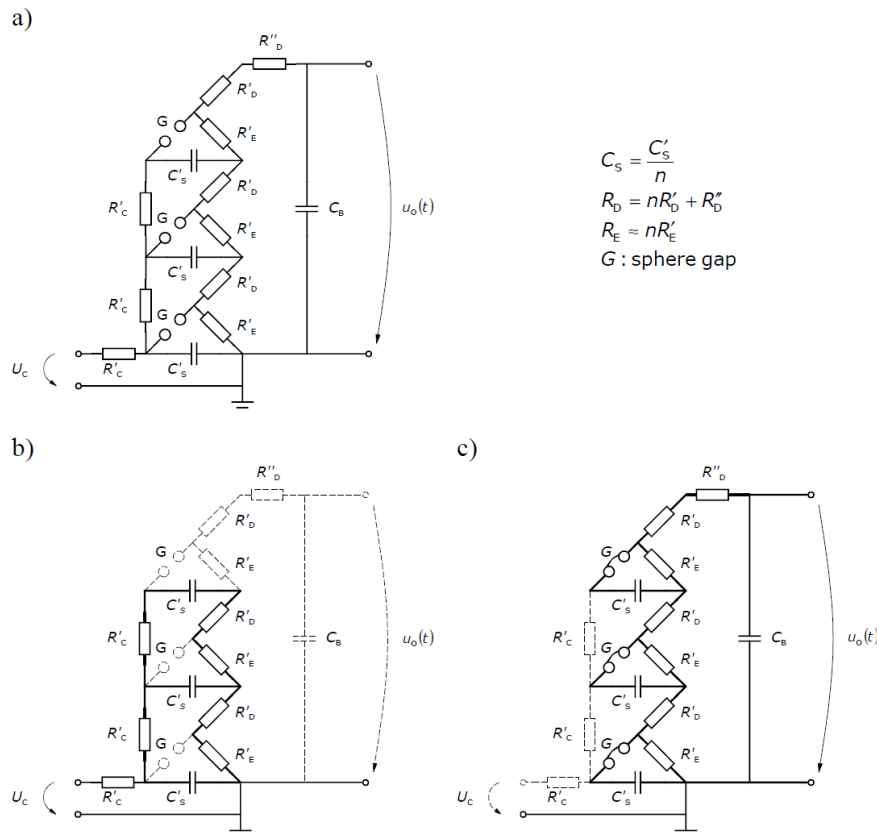 a)
R''D
R'D
G
R'E
C'S
R'D
R'C
G
R'E
CB
uo(t)
C'S
R'D
R'C
G
R'E
UC
R'C
C'S
CS = C'S / n
RD = nR'D + R''D
RE ≈ nR'E
G : sphere gap
b)
R''D
R'D
G
R'E
C'S
R'D
R'C
G
R'E
CB
uo(t)
C's
R'D
R'C
G
R'E
UC
R'C
C'S
c)
R''D
R'D
G
R'E
C'S
R'D
R'C
G
R'E
CB
uo(t)
C'S
R'D
R'C
G
R'E
UC
R'C
C'S